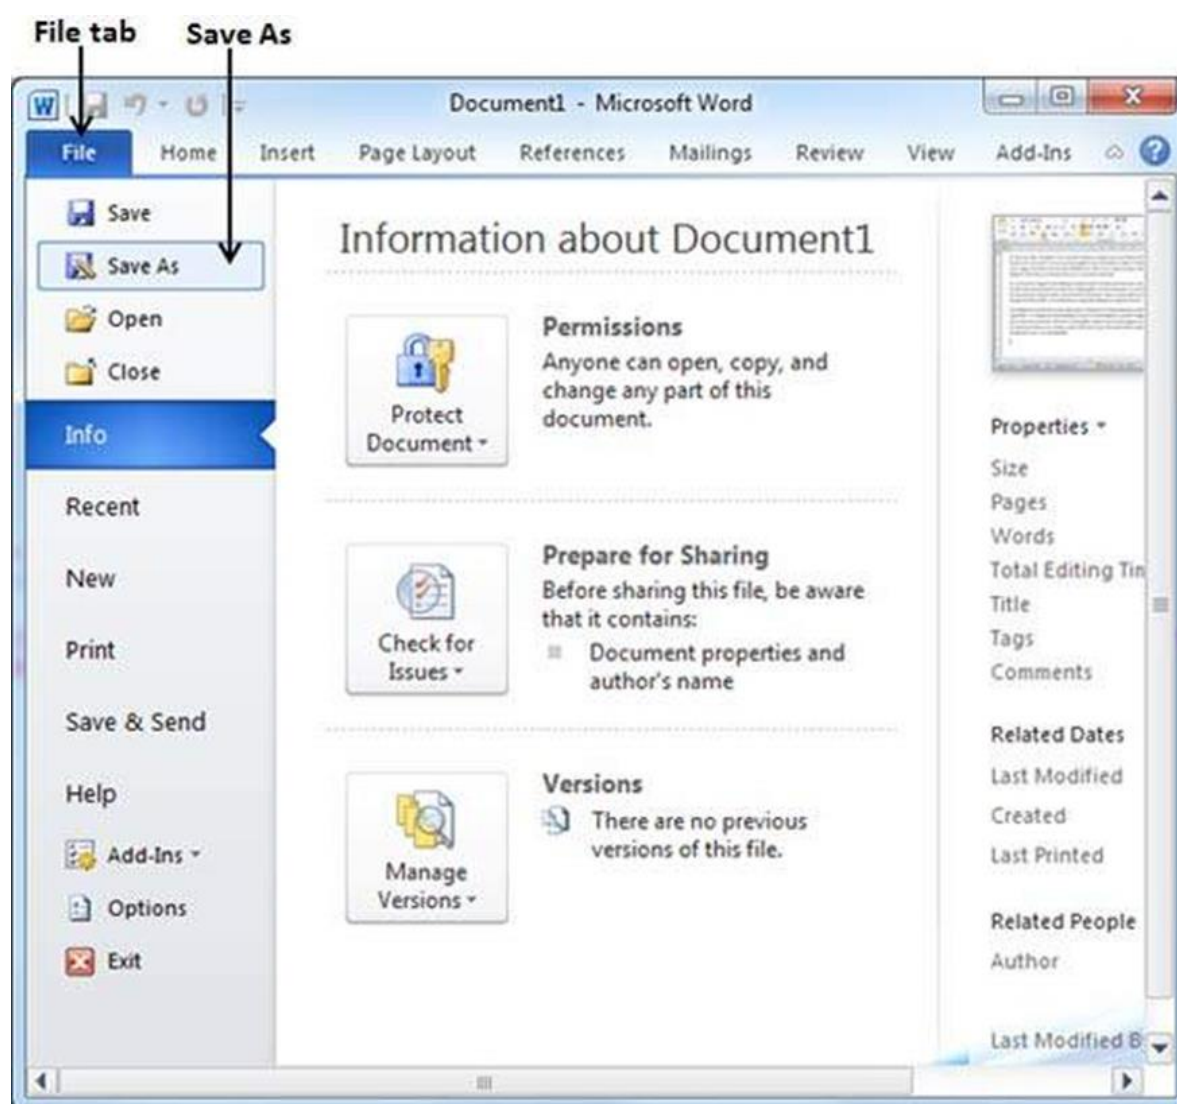 File tab
Save As
W
Document1 - Microsoft Word
File
Home
Insert
Page Layout
References
Mailings
Review
View
Add-Ins
?
Save
Save As
Open
Close
Info
Recent
New
Print
Save & Send
Help
Add-Ins
Options
Exit
Information about Document1
Protect
Document
Permissions
Anyone can open, copy, and
change any part of this
document.
Check for
Issues
Prepare for Sharing
Before sharing this file, be aware
that it contains:
Document properties and
author's name
Manage
Versions
Versions
There are no previous
versions of this file.
Properties
Size
Pages
Words
Total Editing Tin
Title
Tags
Comments
Related Dates
Last Modified
Created
Last Printed
Related People
Author
Last Modified B